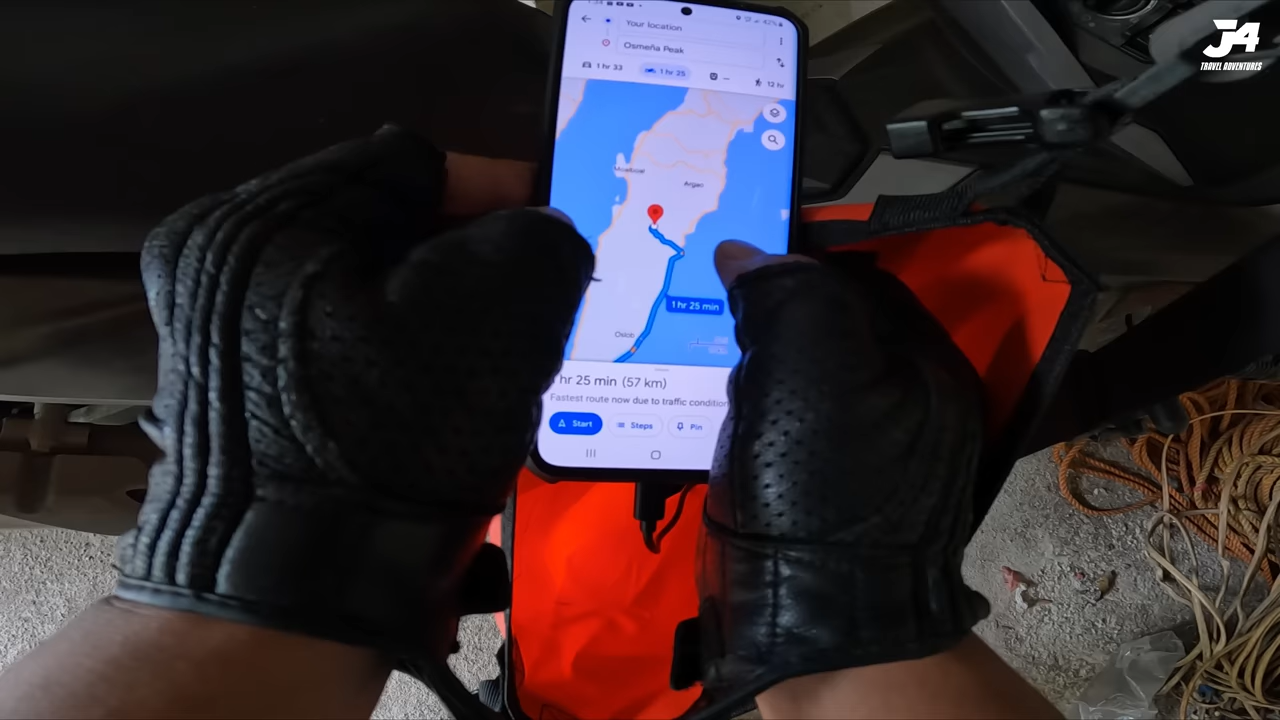 J4
TRAVEL ADVENTURES
Your location
Osmeña Peak
1 hr 33
1 hr 25
12 hr
Moalboal
Argao
1 hr 25 min
Oslob
hr 25 min (57 km)
Fastest route now due to traffic condition
Start
Steps
Pin